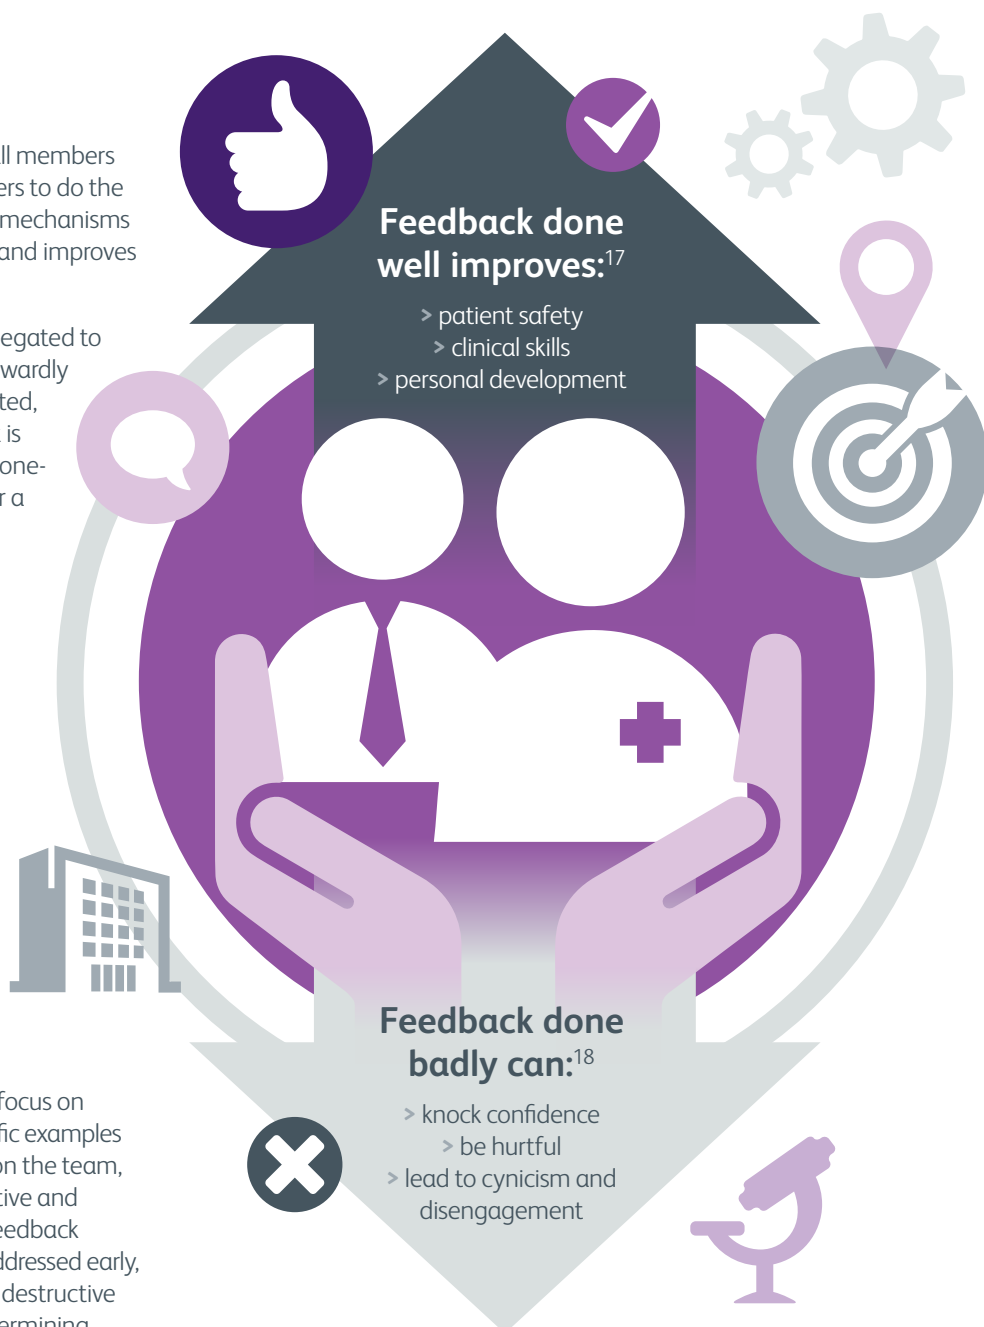 ll members
ers to do the
mechanisms
and improves
egated to
wardly
ted,
is
one-
r a
Feedback done
well improves:17
> patient safety
> clinical skills
> personal development
Feedback done
badly can:18
> knock confidence
> be hurtful
> lead to cynicism and
disengagement
focus on
fic examples
on the team,
tive and
eedback
ddressed early,
destructive
ermining